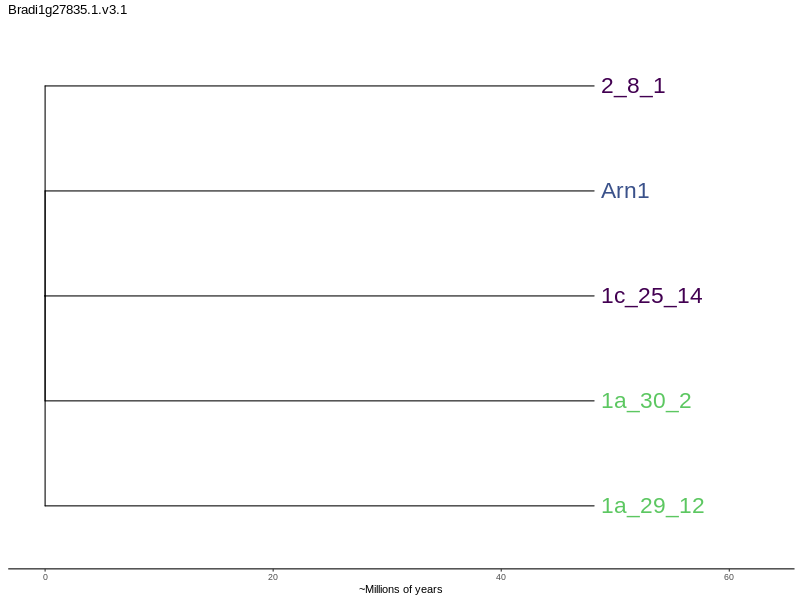 Bradi1g27835.1.v3.1
2_8_1
Arn1
1c_25_14
1a_30_2
1a_29_12
0 20 40 60
~Millions of years